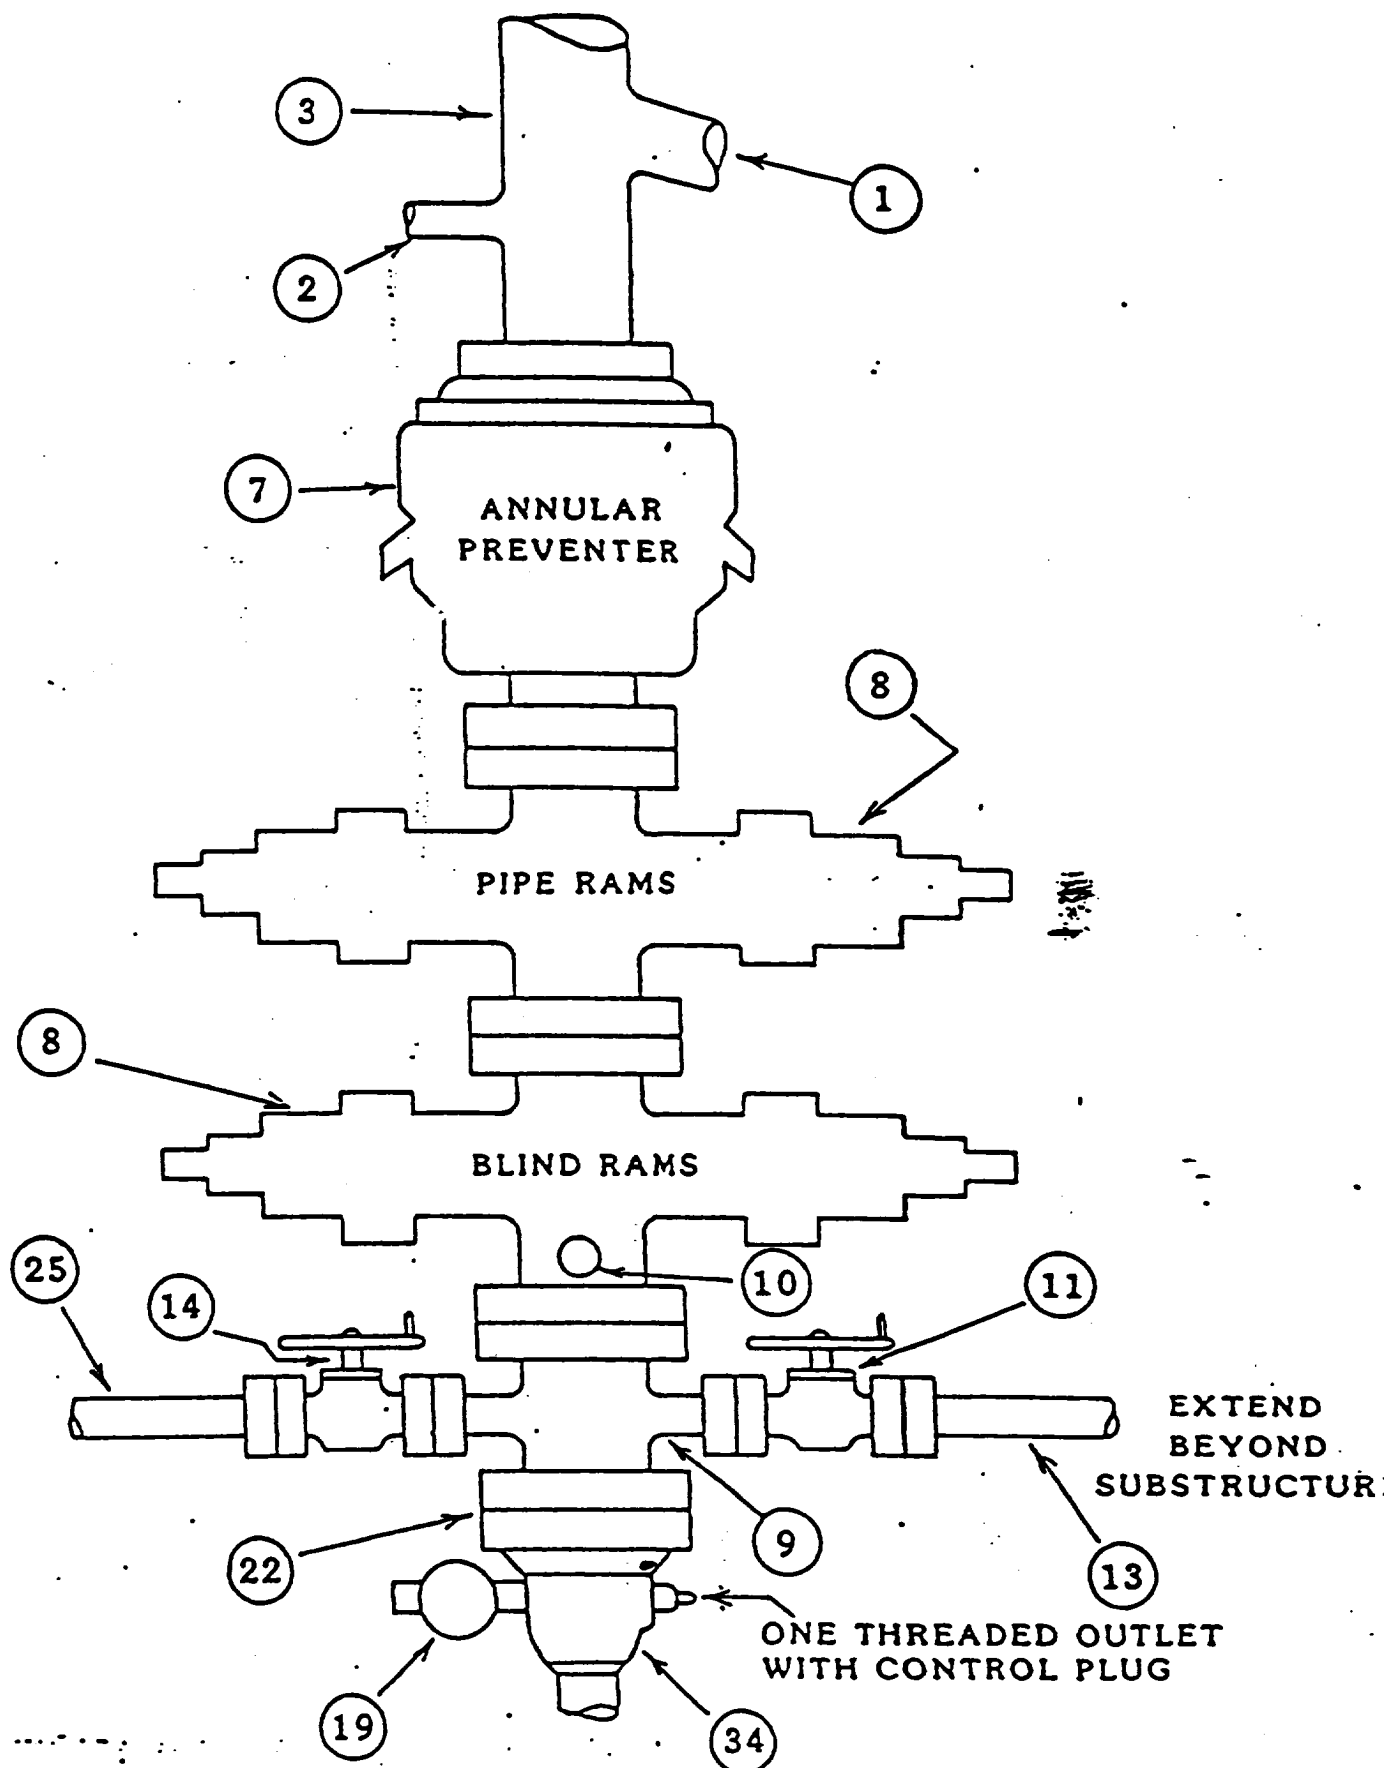 3
1
2
7
ANNULAR
PREVENTER
8
PIPE RAMS
8
BLIND RAMS
25
14
10
11
EXTEND
BEYOND
SUBSTRUCTUR
22
9
13
ONE THREADED OUTLET
WITH CONTROL PLUG
19
34